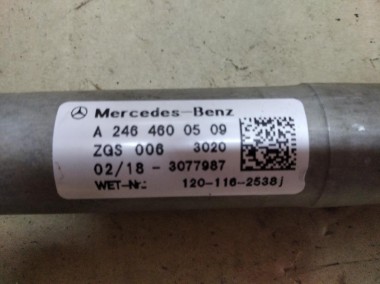 Mercedes-Benz
A 246 460 05 09
ZGS 006 3020
02/18 - 3077987
WET-Nr.: 120-116-2538j